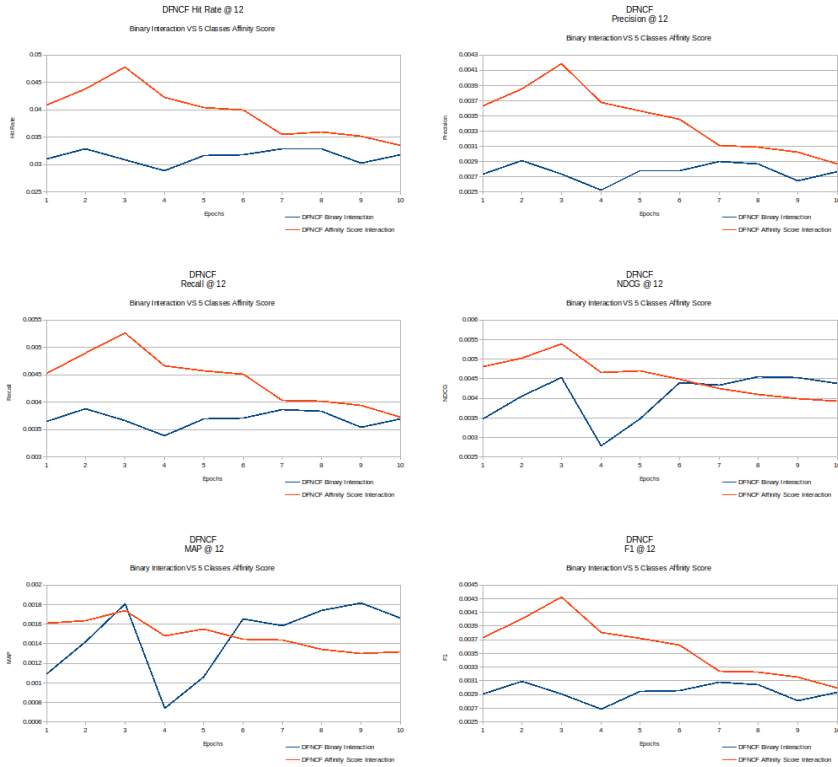 DFNCF Hit Rate @ 12
Binary Interaction VS 5 Classes Affinity Score
0.05
0.045
0.04
0.035
0.03
0.025
Hit Rate
1 2 3 4 5 6 7 8 9 10
Epochs
DFNCF Binary Interaction
DFNCF Affinity Score Interaction
DFNCF
Precision @ 12
Binary Interaction VS 5 Classes Affinity Score
0.0043
0.0041
0.0039
0.0037
0.0035
0.0033
0.0031
0.0029
0.0027
0.0025
Precision
1 2 3 4 5 6 7 8 9 10
Epochs
DFNCF Binary Interaction
DFNCF Affinity Score Interaction
DFNCF
Recall @ 12
Binary Interaction VS 5 Classes Affinity Score
0.0055
0.005
0.0045
0.004
0.0035
0.003
Recall
1 2 3 4 5 6 7 8 9 10
Epochs
DFNCF Binary Interaction
DFNCF Affinity Score Interaction
DFNCF
NDCG @ 12
Binary Interaction VS 5 Classes Affinity Score
0.006
0.0055
0.005
0.0045
0.004
0.0035
0.003
0.0025
NDCG
1 2 3 4 5 6 7 8 9 10
Epochs
DFNCF Binary Interaction
DFNCF Affinity Score Interaction
DFNCF
MAP @ 12
Binary Interaction VS 5 Classes Affinity Score
0.002
0.0018
0.0016
0.0014
0.0012
0.001
0.0008
0.0006
MAP
1 2 3 4 5 6 7 8 9 10
Epochs
DFNCF Binary Interaction
DFNCF Affinity Score Interaction
DFNCF
F1 @ 12
Binary Interaction VS 5 Classes Affinity Score
0.0045
0.0043
0.0041
0.0039
0.0037
0.0035
0.0033
0.0031
0.0029
0.0027
0.0025
F1
1 2 3 4 5 6 7 8 9 10
Epochs
DFNCF Binary Interaction
DFNCF Affinity Score Interaction